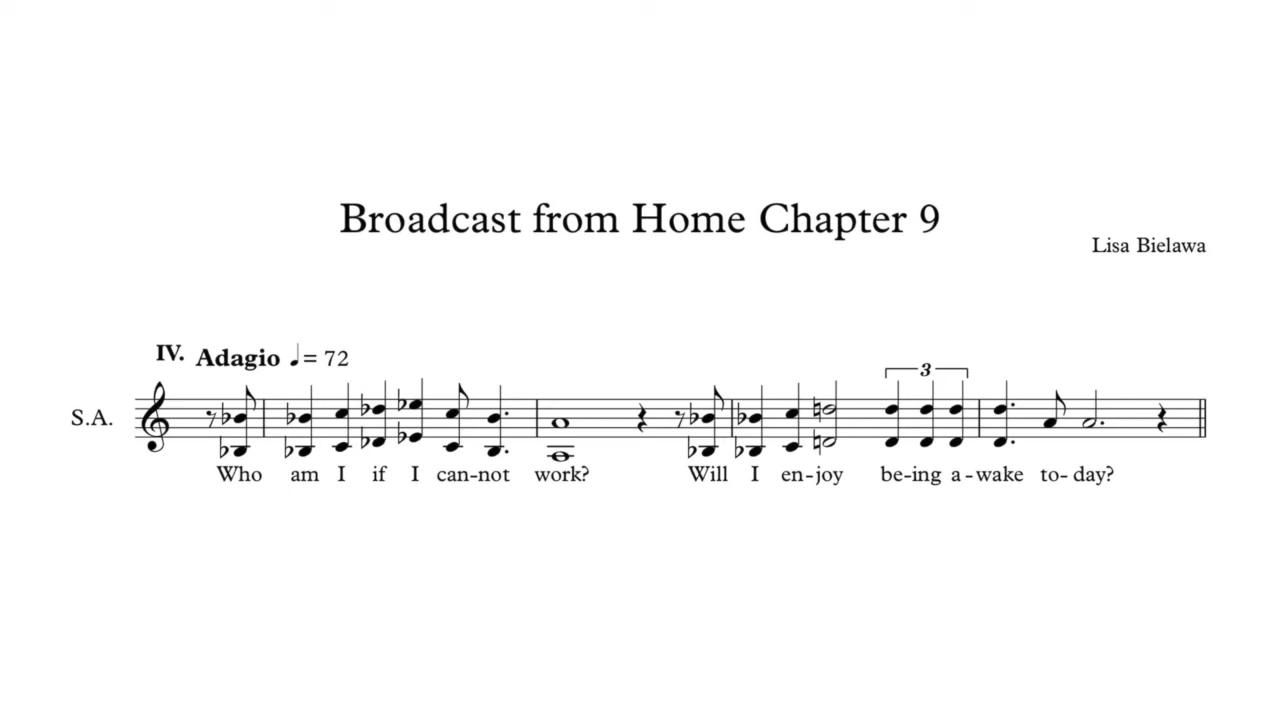 Broadcast from Home Chapter 9
Lisa Bielawa
IV. Adagio ♩= 72
3
S.A.
Who am I if I can-not work? Will I en-joy be-ing a-wake to-day?